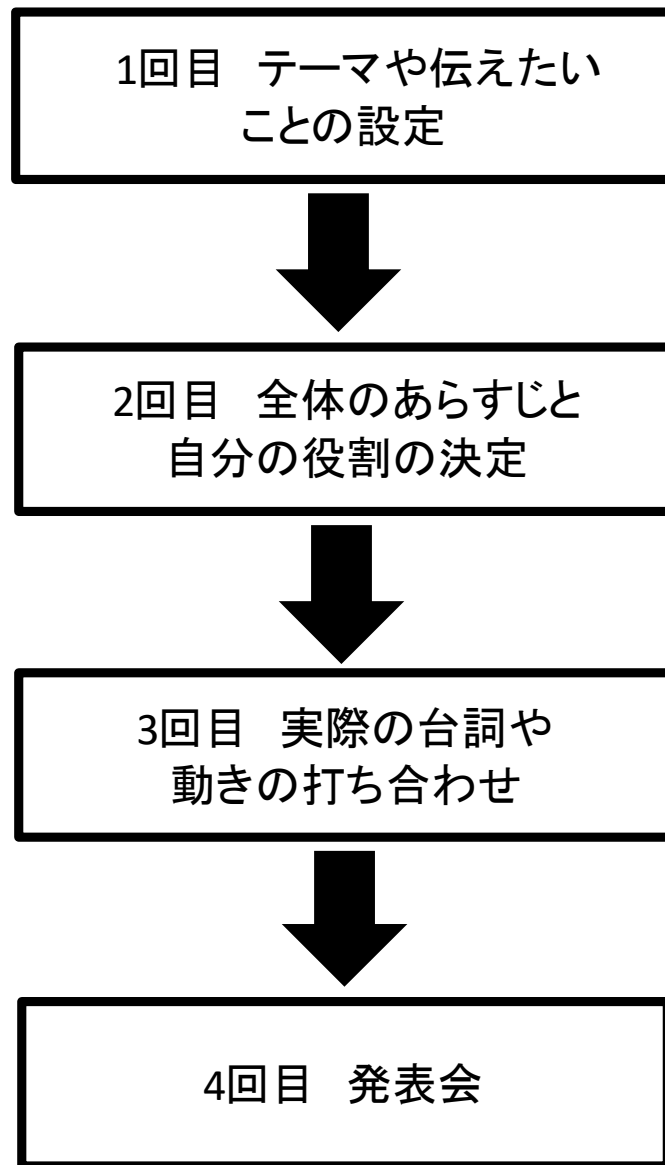 1回目　テーマや伝えたい
ことの設定
2回目　全体のあらすじと
自分の役割の決定
3回目　実際の台詞や
動きの打ち合わせ
4回目　発表会